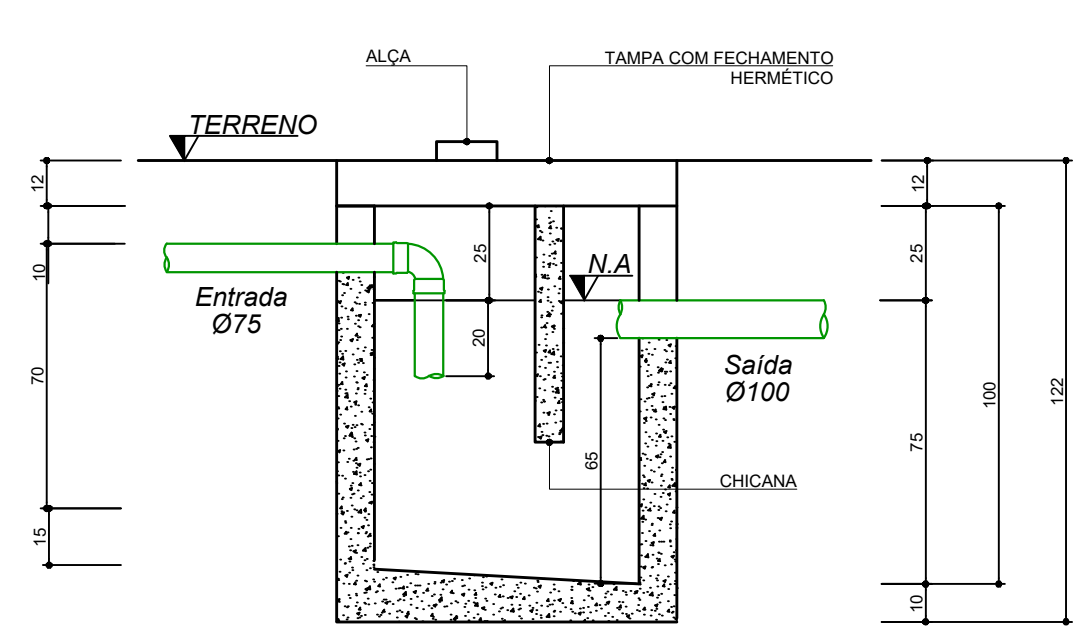 ALÇA
TAMPA COM FECHAMENTO
HERMÉTICO
TERRENO
12
12
25
25
N.A
10
Entrada
Ø75
20
70
Saída
Ø100
100
122
75
65
CHICANA
15
10